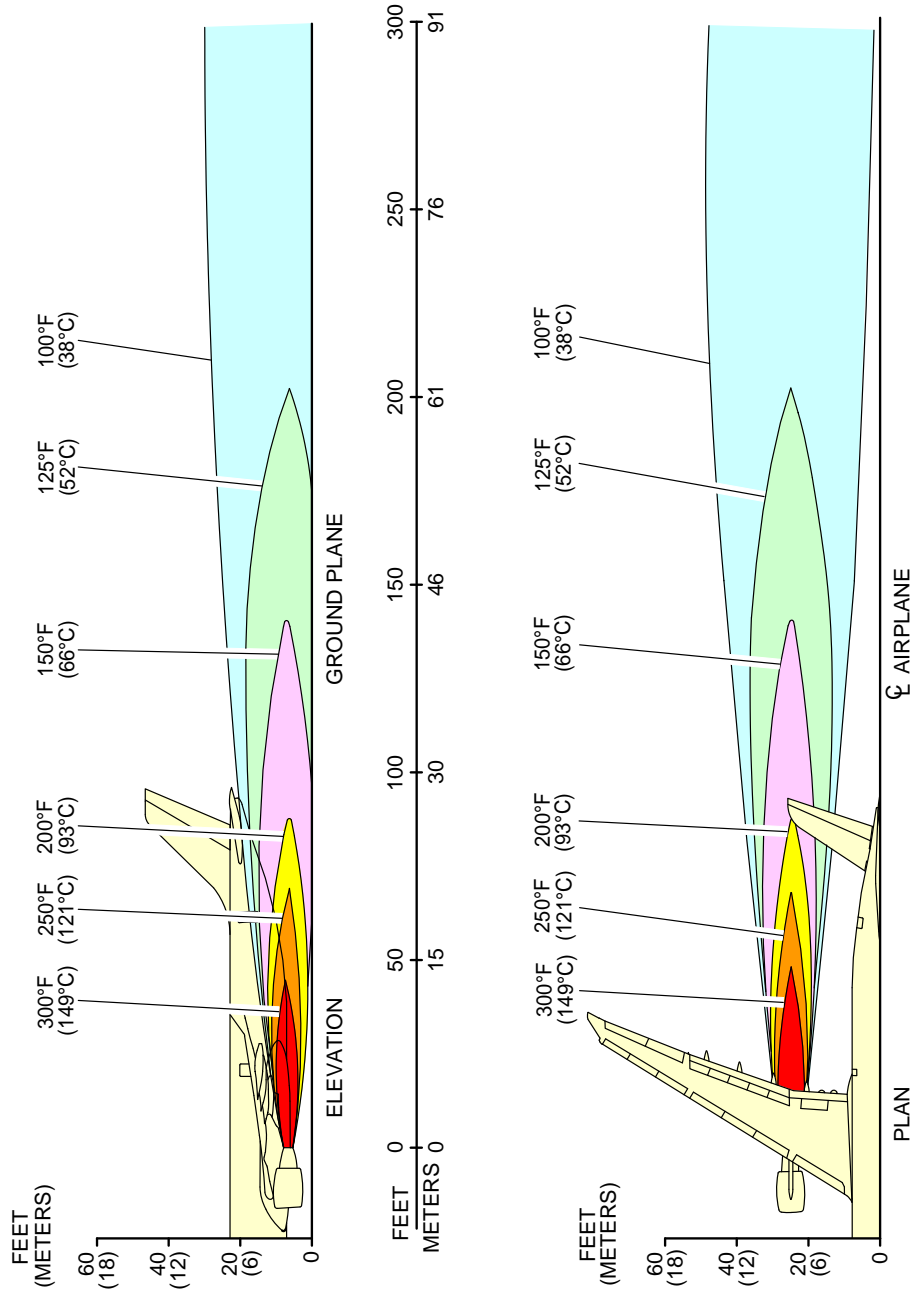 FEET
(METERS)
60
(18)
40
(12)
20
(6)
0
300°F
(149°C)
250°F
(121°C)
200°F
(93°C)
150°F
(66°C)
125°F
(52°C)
100°F
(38°C)
ELEVATION
GROUND PLANE
FEET
0
50
100
150
200
250
300
METERS
0
15
30
46
61
76
91
FEET
(METERS)
60
(18)
40
(12)
20
(6)
0
300°F
(149°C)
250°F
(121°C)
200°F
(93°C)
150°F
(66°C)
125°F
(52°C)
100°F
(38°C)
PLAN
℄ AIRPLANE